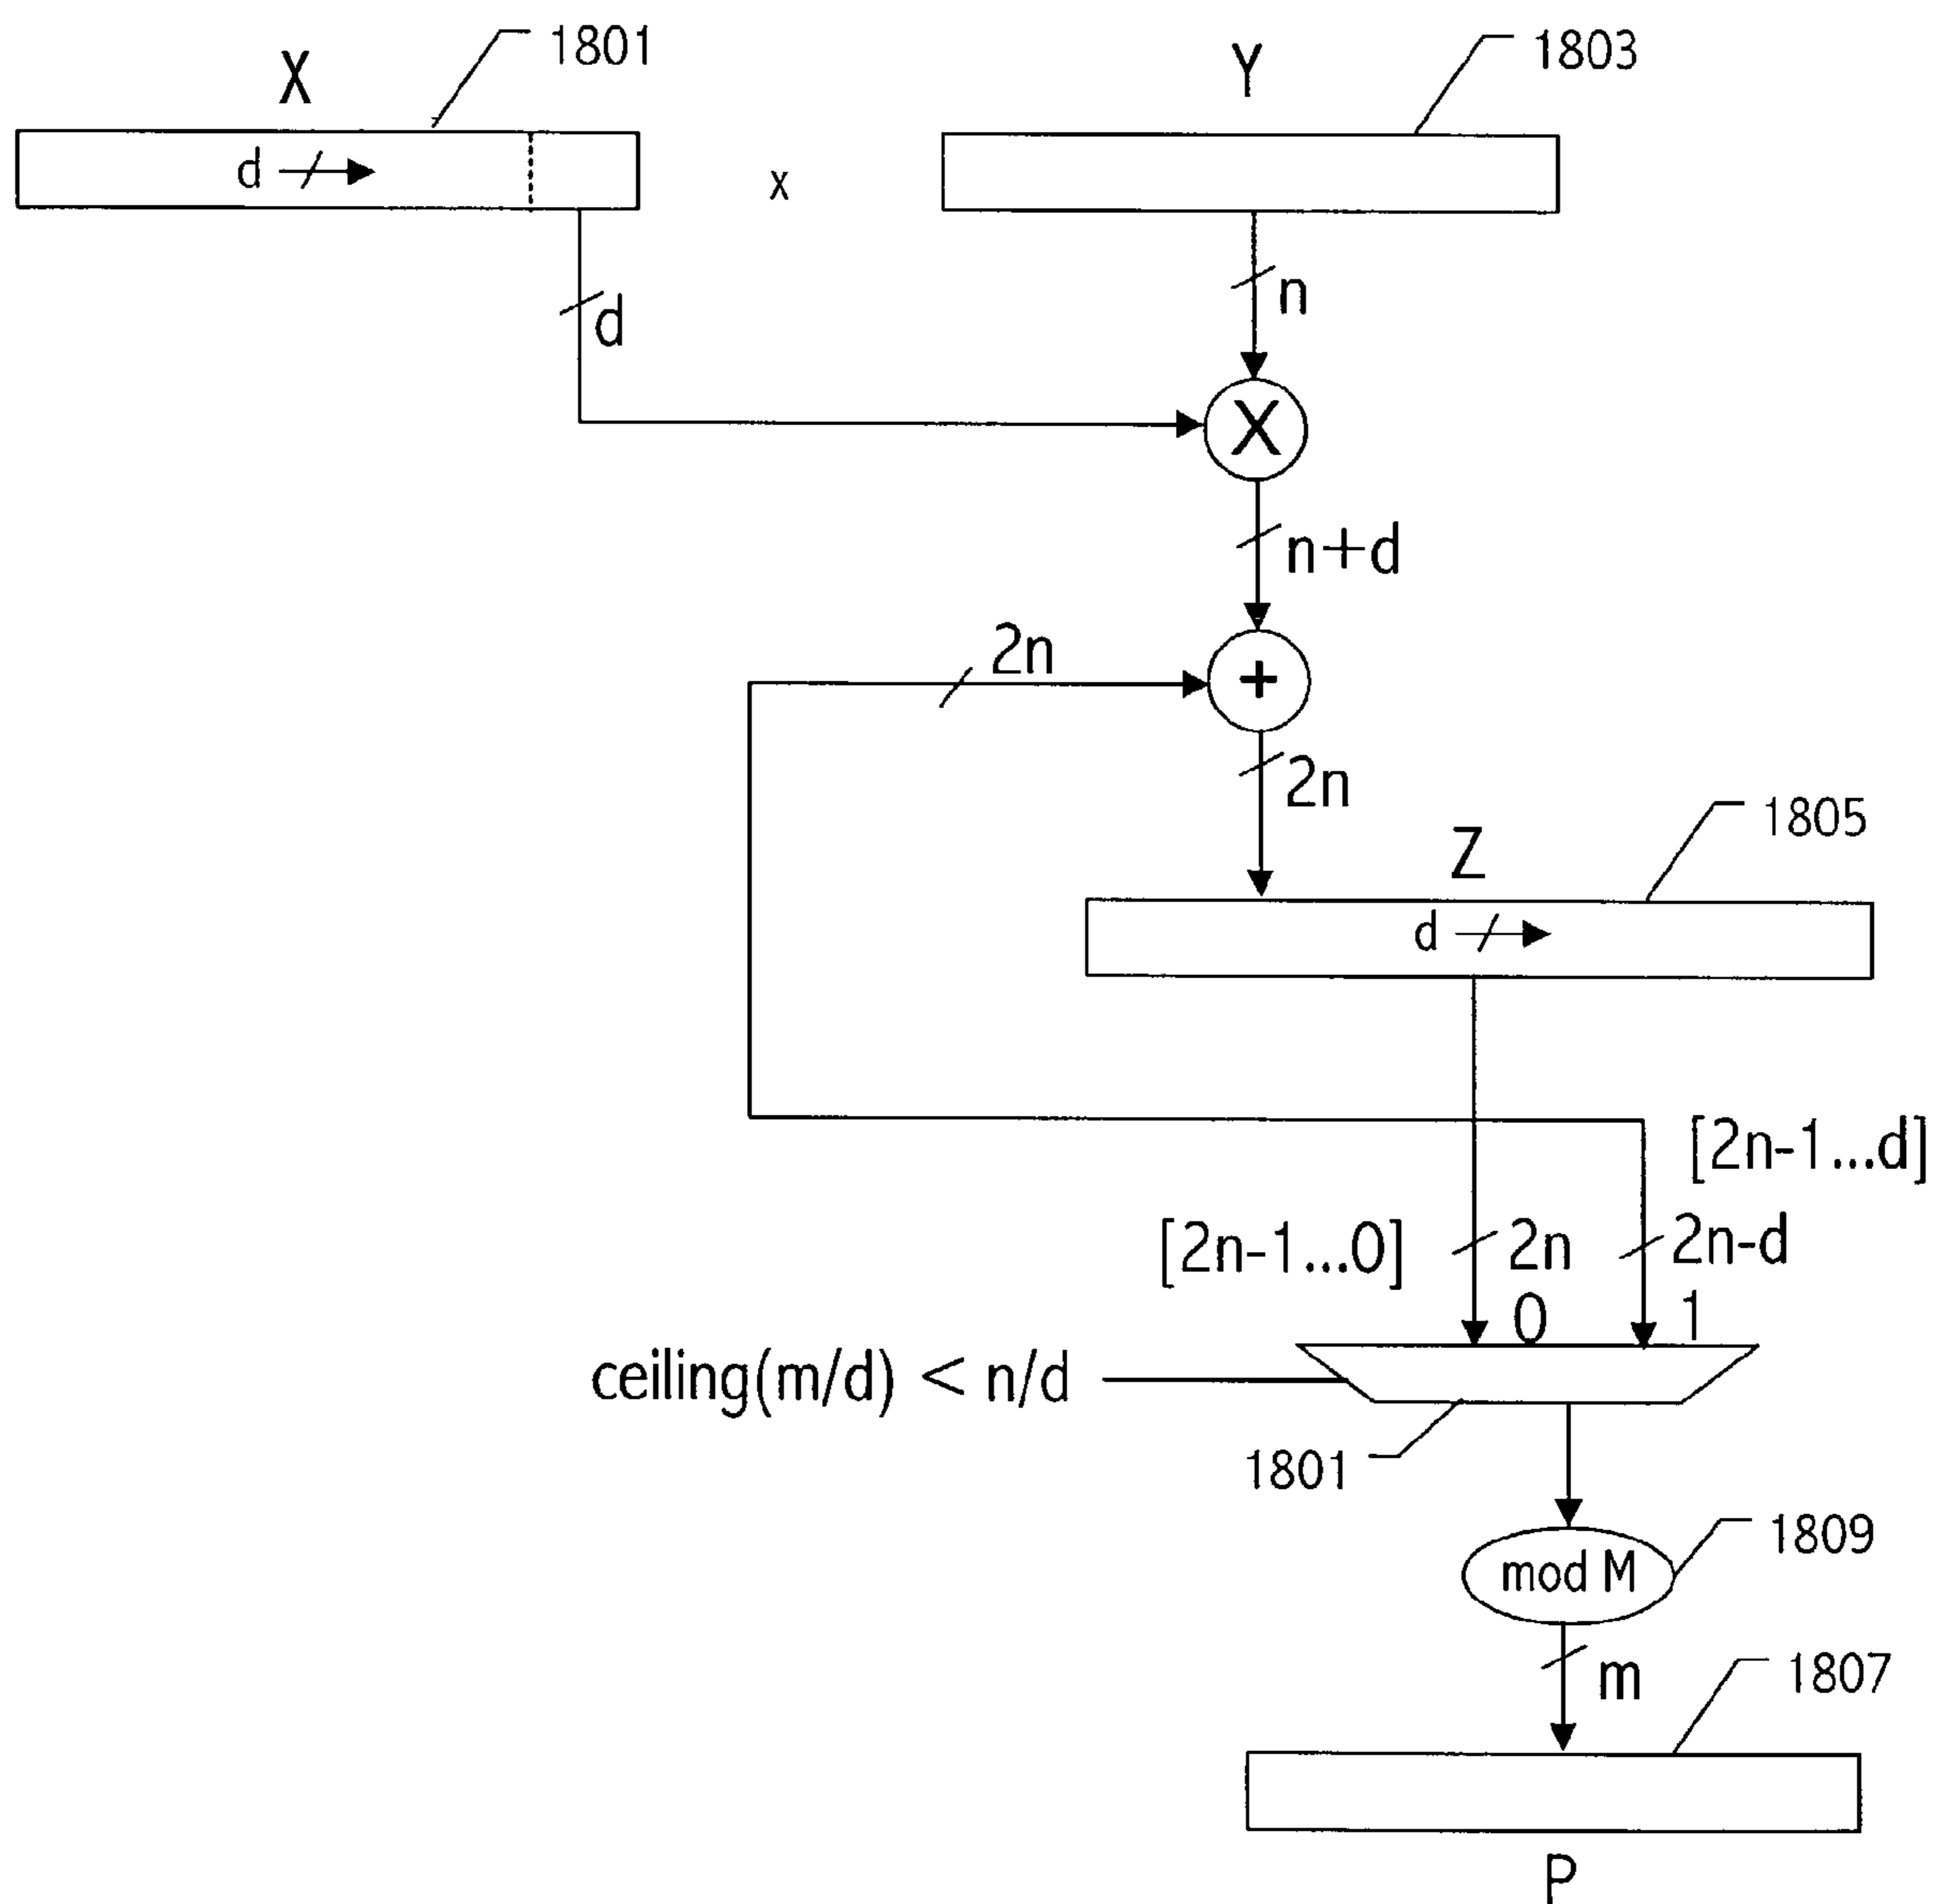 X
1801
Y
1803
d
x
d
n
X
n+d
2n
+
2n
Z
1805
d
[2n-1...d]
[2n-1...0]
2n
2n-d
0
1
ceiling(m/d) < n/d
1801
mod M
1809
m
1807
P